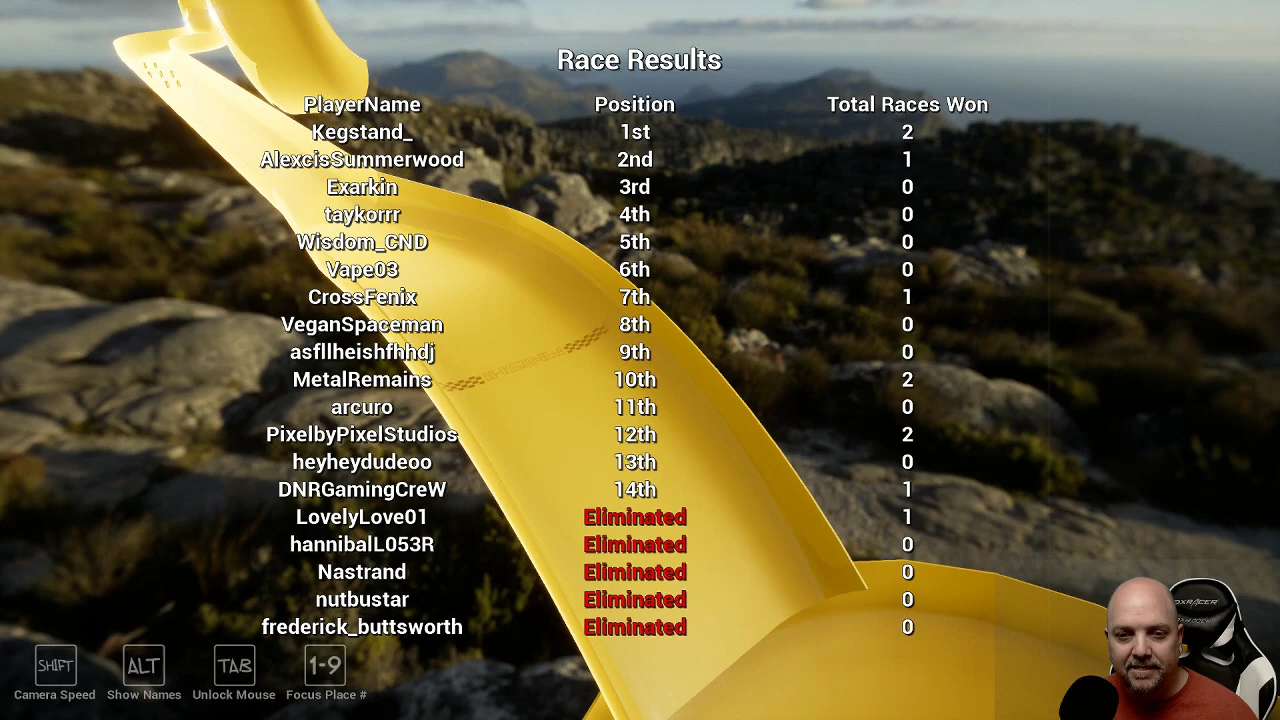 Race Results
PlayerName Position Total Races Won
Kegstand_ 1st 2
AlexcisSummerwood 2nd 1
Exarkin 3rd 0
taykorrr 4th 0
Wisdom_CND 5th 0
Vape03 6th 0
CrossFenix 7th 1
VeganSpaceman 8th 0
asfllheishfhhdj 9th 0
MetalRemains 10th 2
arcuro 11th 0
PixelbyPixelStudios 12th 2
heyheydudeoo 13th 0
DNRGamingCreW 14th 1
LovelyLove01 Eliminated 1
hannibalL053R Eliminated 0
Nastrand Eliminated 0
nutbustar Eliminated 0
frederick_buttsworth Eliminated 0
SHIFT ALT TAB 1-9
Camera Speed Show Names Unlock Mouse Focus Place #
DXRACER